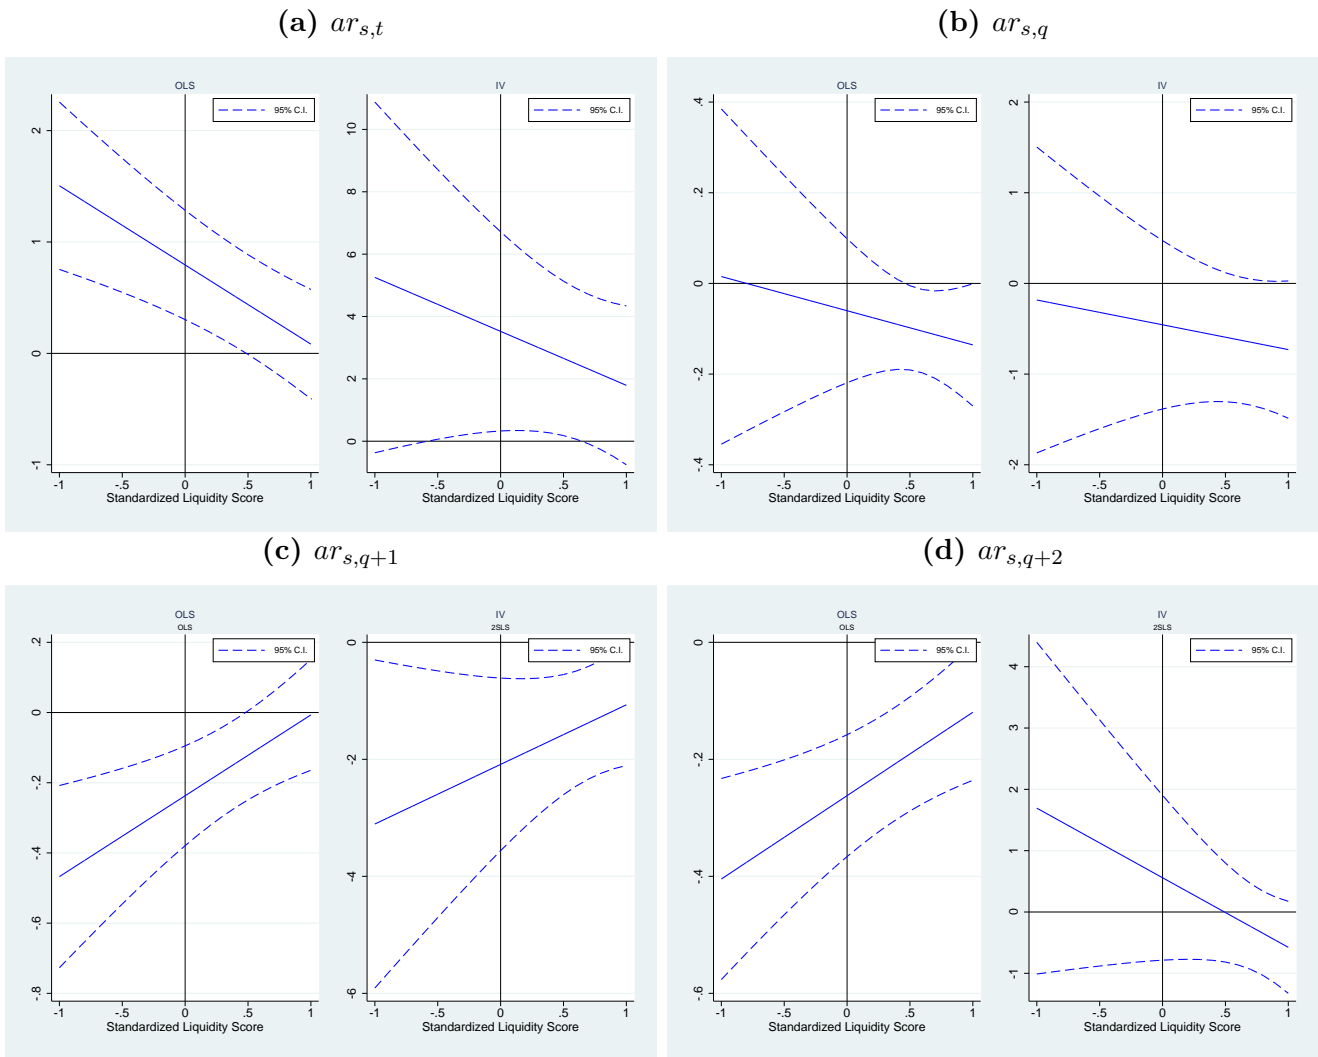 (a) ar_{s,t}
(b) ar_{s,q}
OLS
95% C.I.
2
1
0
-1
-1 -.5 0 .5 1
Standardized Liquidity Score
IV
95% C.I.
10
8
6
4
2
0
-1 -.5 0 .5 1
Standardized Liquidity Score
OLS
95% C.I.
.4
.2
0
-.2
-.4
-1 -.5 0 .5 1
Standardized Liquidity Score
IV
95% C.I.
2
1
0
-1
-2
-1 -.5 0 .5 1
Standardized Liquidity Score
(c) ar_{s,q+1}
(d) ar_{s,q+2}
OLS
OLS
95% C.I.
.2
0
-.2
-.4
-.6
-.8
-1 -.5 0 .5 1
Standardized Liquidity Score
IV
2SLS
95% C.I.
0
-2
-4
-6
-1 -.5 0 .5 1
Standardized Liquidity Score
OLS
OLS
95% C.I.
0
-.2
-.4
-.6
-1 -.5 0 .5 1
Standardized Liquidity Score
IV
2SLS
95% C.I.
4
3
2
1
0
-1
-1 -.5 0 .5 1
Standardized Liquidity Score